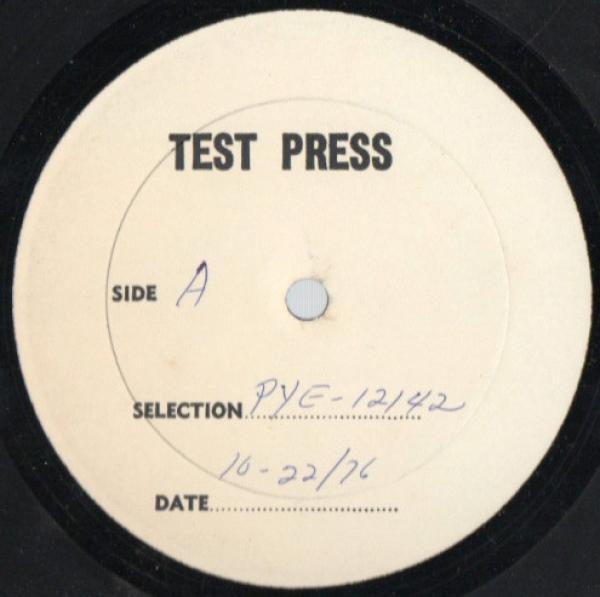 TEST PRESS
SIDE A
SELECTION PYE-12142
10-22/76
DATE